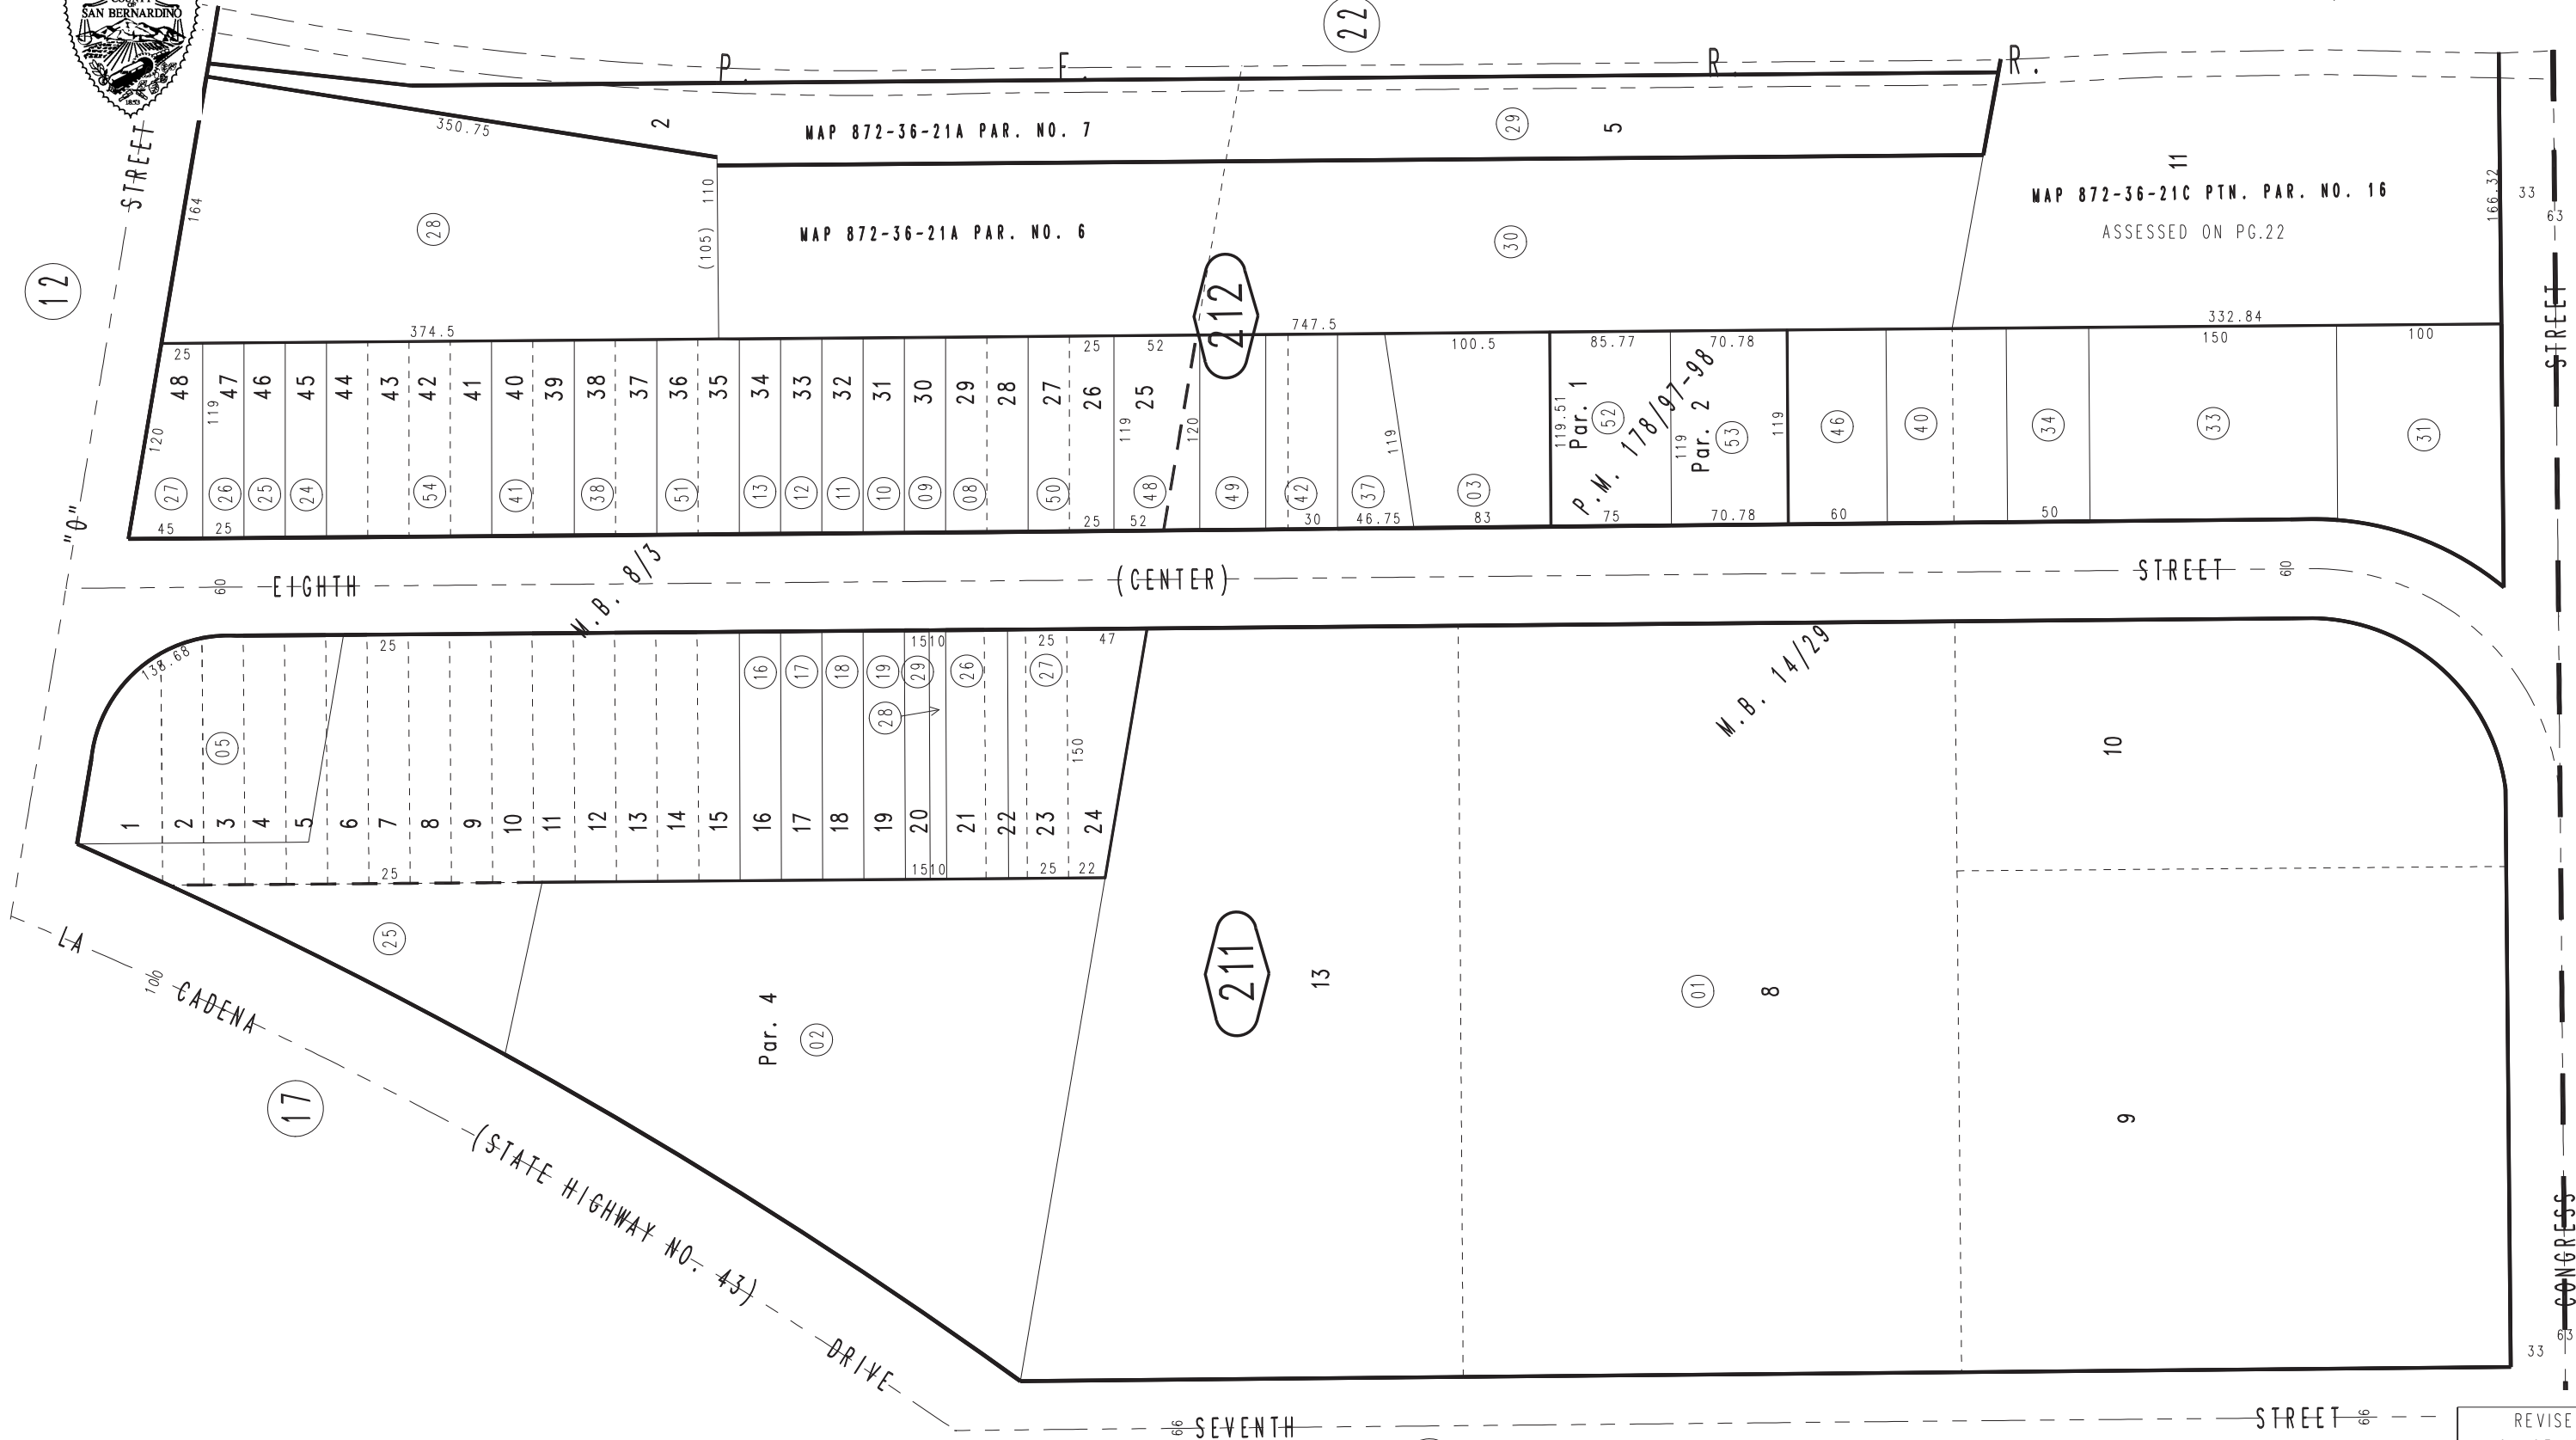 COUNTY
OF
SAN BERNARDINO
1853
22
P. E. R. R.
STREET
350.75
2
MAP 872-36-21A PAR. NO. 7
29
5
11
MAP 872-36-21C PTN. PAR. NO. 16
ASSESSED ON PG.22
166.32
33
63
164
28
(105) 110
MAP 872-36-21A PAR. NO. 6
30
12
212
STREET
374.5
747.5
332.84
25
25
52
100.5
85.77
70.78
150
100
48 47 46 45 44 43 42 41 40 39 38 37 36 35 34 33 32 31 30 29 28 27 26 25
120
119
119
120
119
119.51
Par. 1
52
119
Par. 2
53
119
P.M. 178/97-98
46
40
34
33
31
27 26 25 24 54 41 38 51 13 12 11 10 09 08 50 48 49 42 37 03
45
25
25
52
30
46.75
83
75
70.78
60
50
"O"
60
EIGHTH
(CENTER)
STREET
60
M.B. 8/3
138.68
25
1510
25
47
16 17 18 19 29 26 27
28
05
150
M.B. 14/29
10
1 2 3 4 5 6 7 8 9 10 11 12 13 14 15 16 17 18 19 20 21 22 23 24
25
1510
25
22
25
LA
100
CADENA
Par. 4
02
211
13
01
8
9
17
(STATE HIGHWAY NO. 43)
DRIVE
CONGRESS
63
33
66
SEVENTH
STREET
66
REVISE